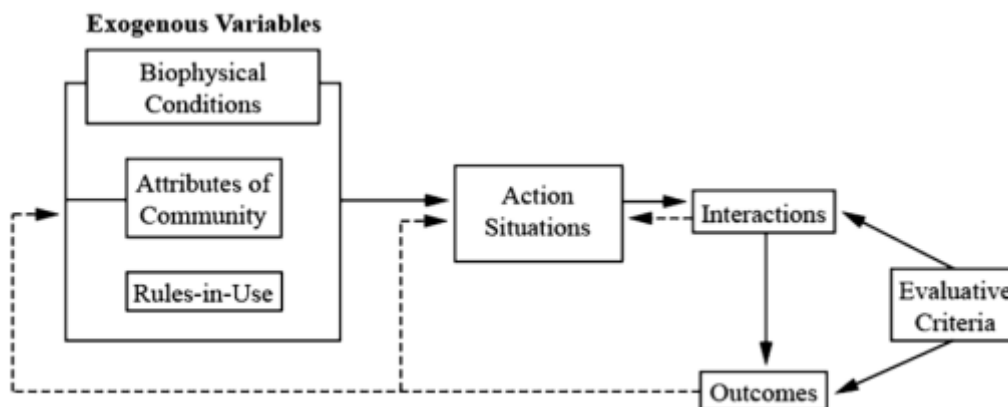 Exogenous Variables
Biophysical
Conditions
Attributes of
Community
Rules-in-Use
Action
Situations
Interactions
Evaluative
Criteria
Outcomes